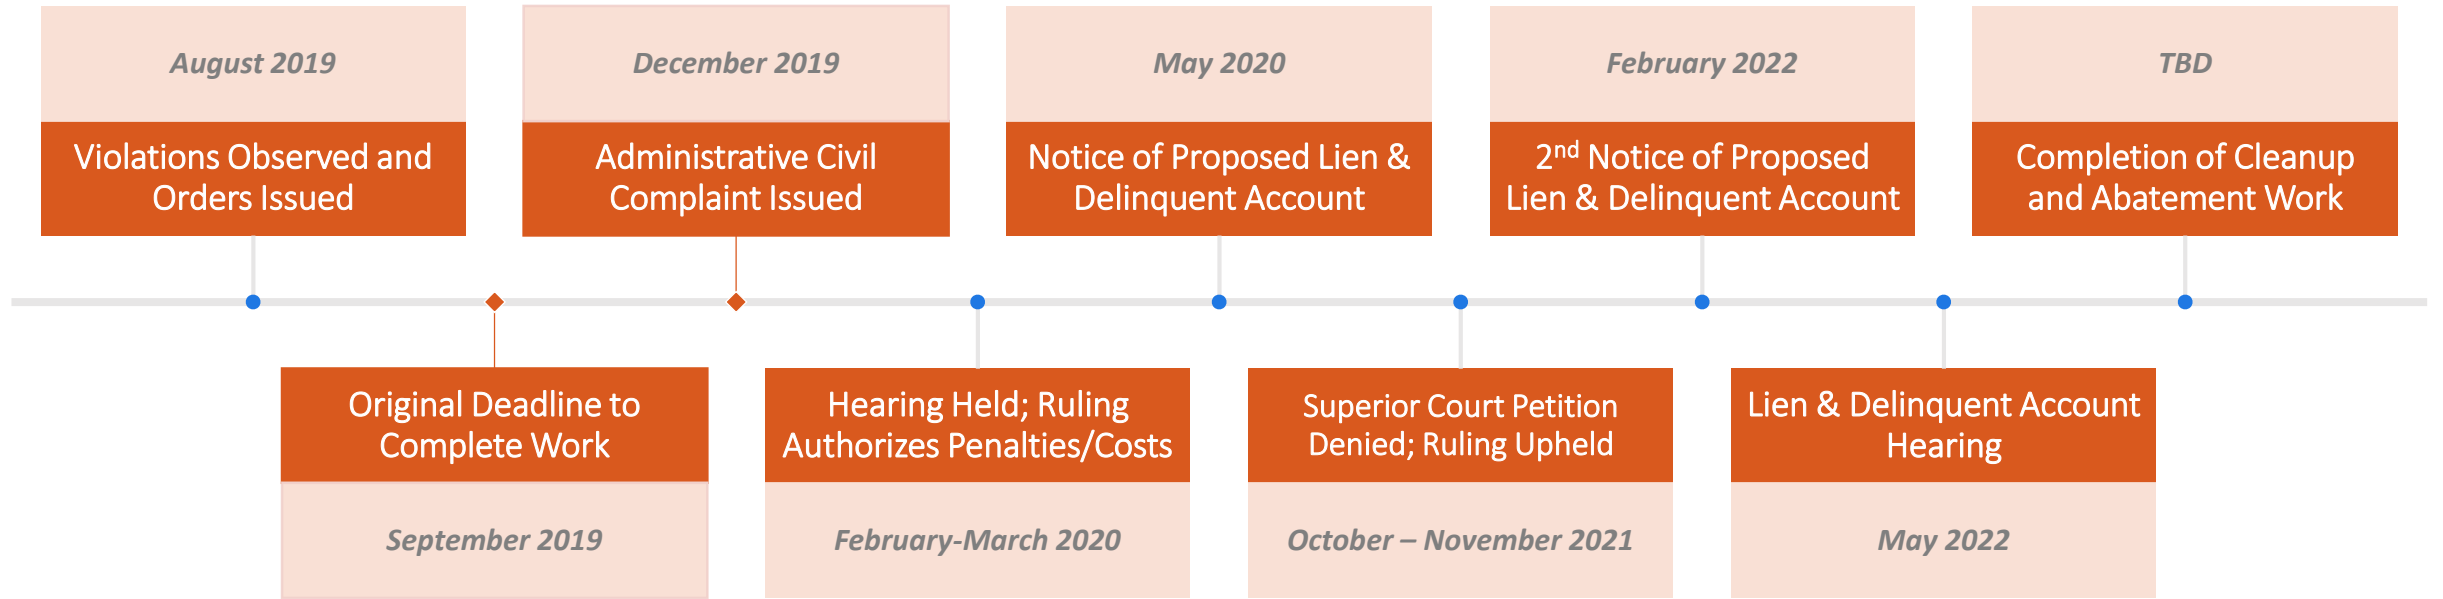 August 2019
Violations Observed and
Orders Issued
Original Deadline to
Complete Work
September 2019
December 2019
Administrative Civil
Complaint Issued
Hearing Held; Ruling
Authorizes Penalties/Costs
February-March 2020
May 2020
Notice of Proposed Lien &
Delinquent Account
Superior Court Petition
Denied; Ruling Upheld
October – November 2021
February 2022
2nd Notice of Proposed
Lien & Delinquent Account
Lien & Delinquent Account
Hearing
May 2022
TBD
Completion of Cleanup
and Abatement Work